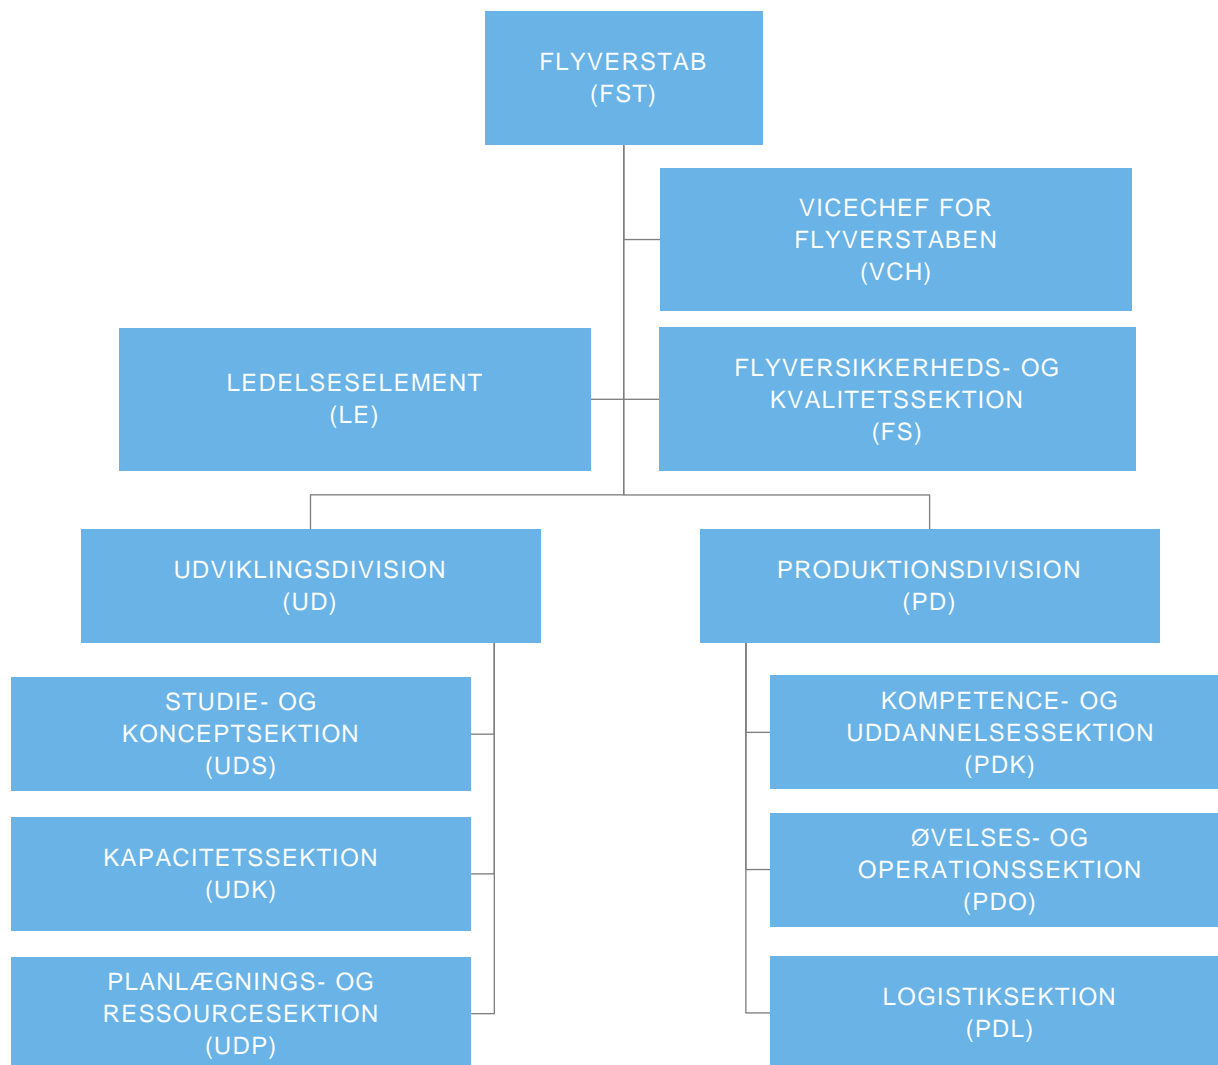 FLYVERSTAB
(FST)
VICECHEF FOR
FLYVERSTABEN
(VCH)
LEDELSESELEMENT
(LE)
FLYVERSIKKERHEDS- OG
KVALITETSSEKTION
(FS)
UDVIKLINGSDIVISION
(UD)
PRODUKTIONSDIVISION
(PD)
STUDIE- OG
KONCEPTSEKTION
(UDS)
KAPACITETSSEKTION
(UDK)
PLANLÆGNINGS- OG
RESSOURCESEKTION
(UDP)
KOMPETENCE- OG
UDDANNELSESSEKTION
(PDK)
ØVELSES- OG
OPERATIONSSEKTION
(PDO)
LOGISTIKSEKTION
(PDL)